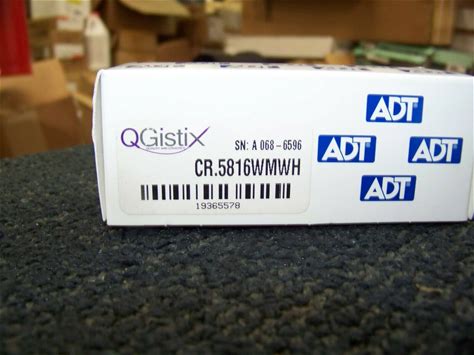 QGistix
SN: A 068-6596
CR.5816WMWH
19365578
ADT
ADT
ADT
ADT